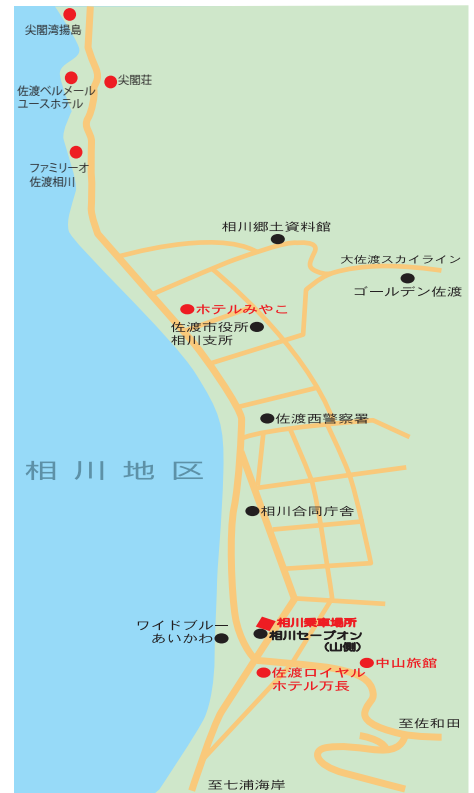 尖閣湾揚島
尖閣荘
佐渡ベルメール
ユースホテル
ファミリーオ
佐渡相川
相川郷土資料館
大佐渡スカイライン
ゴールデン佐渡
ホテルみやこ
佐渡市役所
相川支所
佐渡西警察署
相川地区
相川合同庁舎
相川乗車場所
ワイドブルー
あいかわ
相川セーブオン
(山側)
中山旅館
佐渡ロイヤル
ホテル万長
至佐和田
至七浦海岸